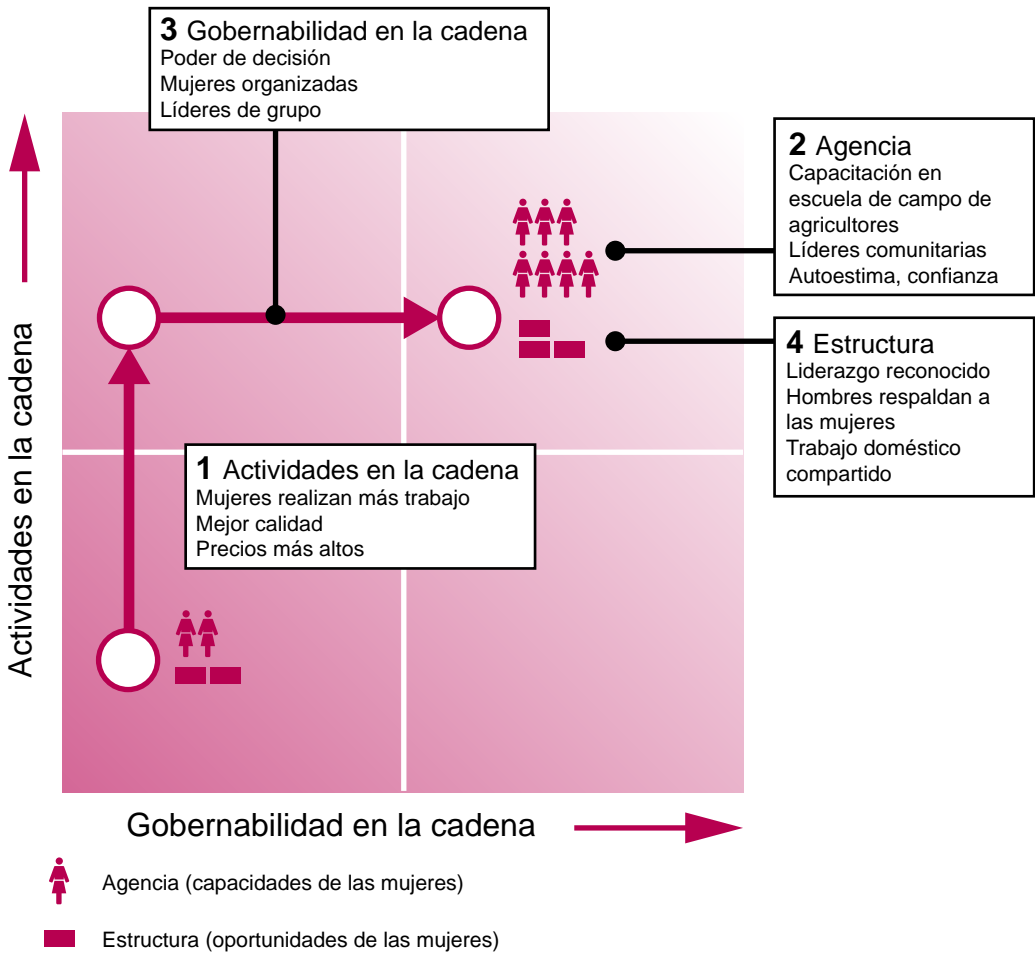 3 Gobernabilidad en la cadena
Poder de decisión
Mujeres organizadas
Líderes de grupo
2 Agencia
Capacitación en
escuela de campo de
agricultores
Líderes comunitarias
Autoestima, confianza
4 Estructura
Liderazgo reconocido
Hombres respaldan a
las mujeres
Trabajo doméstico
compartido
1 Actividades en la cadena
Mujeres realizan más trabajo
Mejor calidad
Precios más altos
Actividades en la cadena
Gobernabilidad en la cadena
Agencia (capacidades de las mujeres)
Estructura (oportunidades de las mujeres)